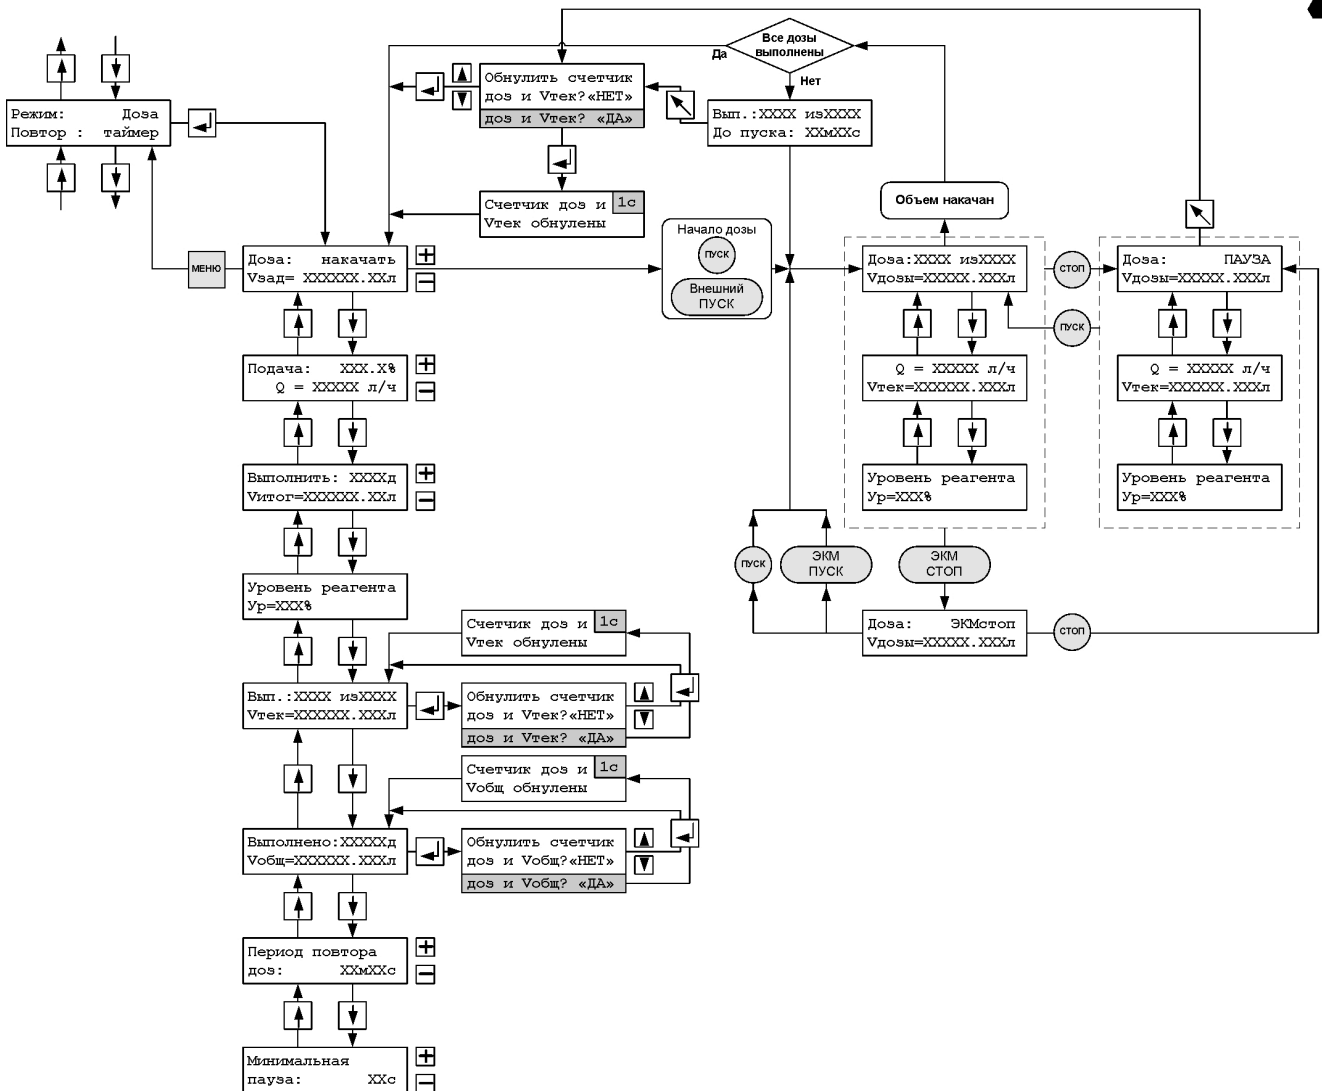 Все дозы
выполнены
Да
Нет
Обнулить счетчик
доз и Vтек?«НЕТ»
доз и Vтек? «ДА»
Режим: Доза
Повтор : таймер
Вып.:XXXX изXXXX
До пуска: XXмXXс
Счетчик доз и 1с
Vтек обнулены
Объем накачан
МЕНЮ
Доза: накачать
Vзад= XXXXXX.XXл
Начало дозы
ПУСК
Внешний
ПУСК
Доза:XXXX изXXXX
Vдозы=XXXXX.XXXл
СТОП
ПУСК
Доза: ПАУЗА
Vдозы=XXXXX.XXXл
Подача: XXX.X%
Q = XXXXX л/ч
Q = XXXXX л/ч
Vтек=XXXXXX.XXXл
Q = XXXXX л/ч
Vтек=XXXXXX.XXXл
Выполнить: XXXXд
Vитог=XXXXXX.XXл
Уровень реагента
Ур=XXX%
Уровень реагента
Ур=XXX%
Уровень реагента
Ур=XXX%
ПУСК
ЭКМ
ПУСК
ЭКМ
СТОП
Доза: ЭКМстоп
Vдозы=XXXXX.XXXл
СТОП
Счетчик доз и 1с
Vтек обнулены
Вып.:XXXX изXXXX
Vтек=XXXXXX.XXXл
Обнулить счетчик
доз и Vтек?«НЕТ»
доз и Vтек? «ДА»
Счетчик доз и 1с
Vобщ обнулены
Выполнено:XXXXXд
Vобщ=XXXXXX.XXXл
Обнулить счетчик
доз и Vобщ?«НЕТ»
доз и Vобщ? «ДА»
Период повтора
доз: XXмXXс
Минимальная
пауза: XXс